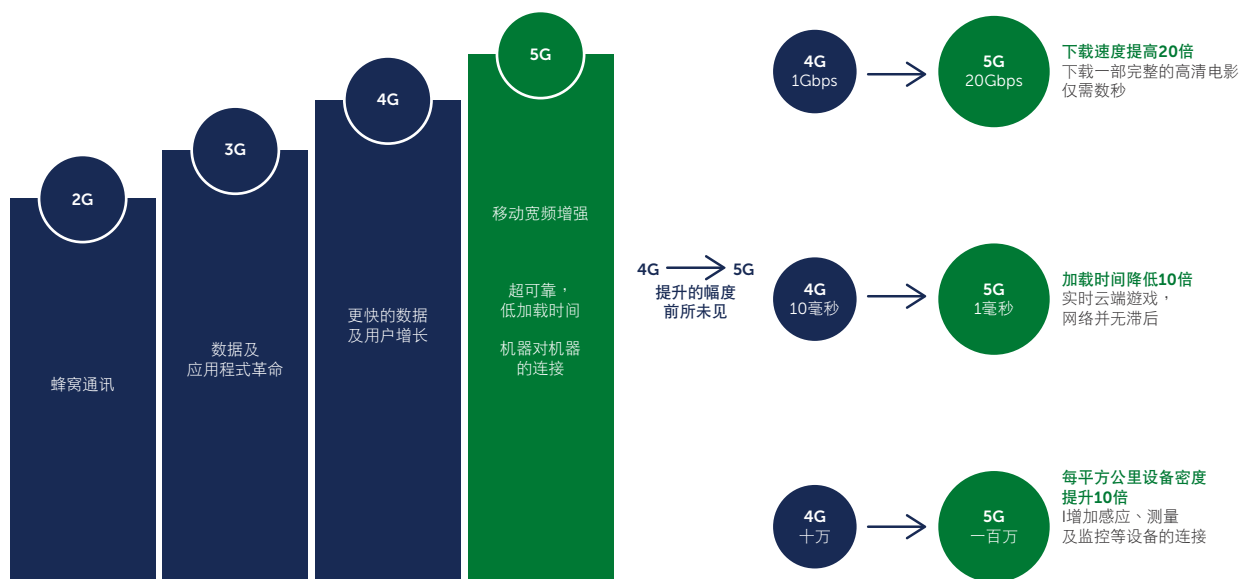 2G
蜂窝通讯
3G
数据及
应用程式革命
4G
更快的数据
及用户增长
5G
移动宽频增强
超可靠，
低加载时间
机器对机器
的连接
4G 5G
提升的幅度
前所未见
4G
1Gbps
5G
20Gbps
下载速度提高20倍
下载一部完整的高清电影
仅需数秒
4G
10毫秒
5G
1毫秒
加载时间降低10倍
实时云端遊戏，
网络并无滞后
4G
十万
5G
一百万
每平方公里设备密度
提升10倍
I增加感应、测量
及监控等设备的连接